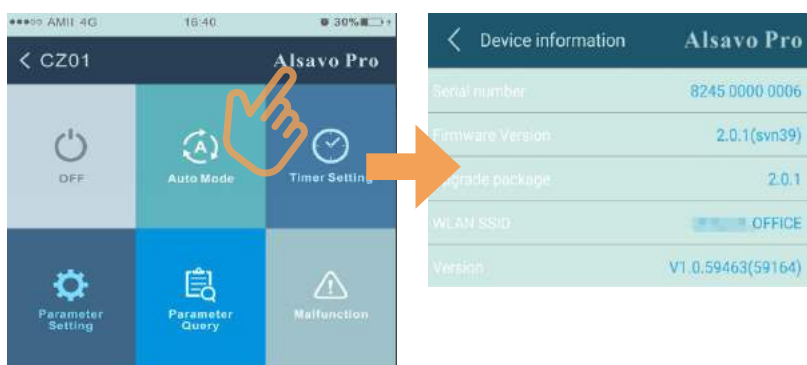 AMII 4G 16:40 30%
CZ01 Alsavo Pro
OFF
Auto Mode
Timer Setting
Parameter
Setting
Parameter
Query
Malfunction
Device information Alsavo Pro
Serial number 8245 0000 0006
Firmware Version 2.0.1(svn39)
Upgrade package 2.0.1
WLAN SSID OFFICE
Version V1.0.59463(59164)